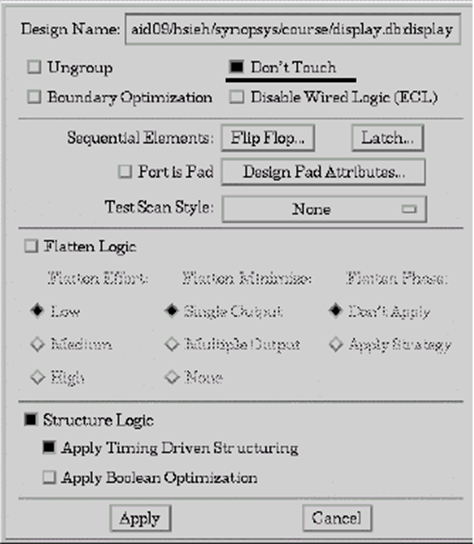 Design Name: aid09/hsieh/synopsys/course/display.db:display
Ungroup Don't Touch
Boundary Optimization Disable Wired Logic (ECL)
Sequential Elements: Flip Flop... Latch...
Port is Pad Design Pad Attributes...
Test Scan Style: None
Flatten Logic
Flatten Effort: Flatten Minimize: Flatten Phase:
Low Single Output Don't Apply
Medium Multiple Output Apply Strategy
High None
Structure Logic
Apply Timing Driven Structuring
Apply Boolean Optimization
Apply Cancel